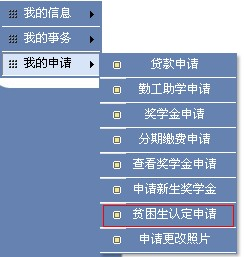 我的信息
我的事务
我的申请
贷款申请
勤工助学申请
奖学金申请
分期缴费申请
查看奖学金申请
申请新生奖学金
贫困生认定申请
申请更改照片